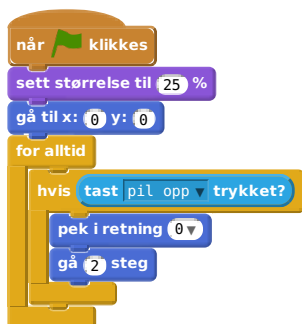 når klikkes
sett størrelse til 25 %
gå til x: 0 y: 0
for alltid
hvis tast pil opp trykket?
pek i retning 0
gå 2 steg